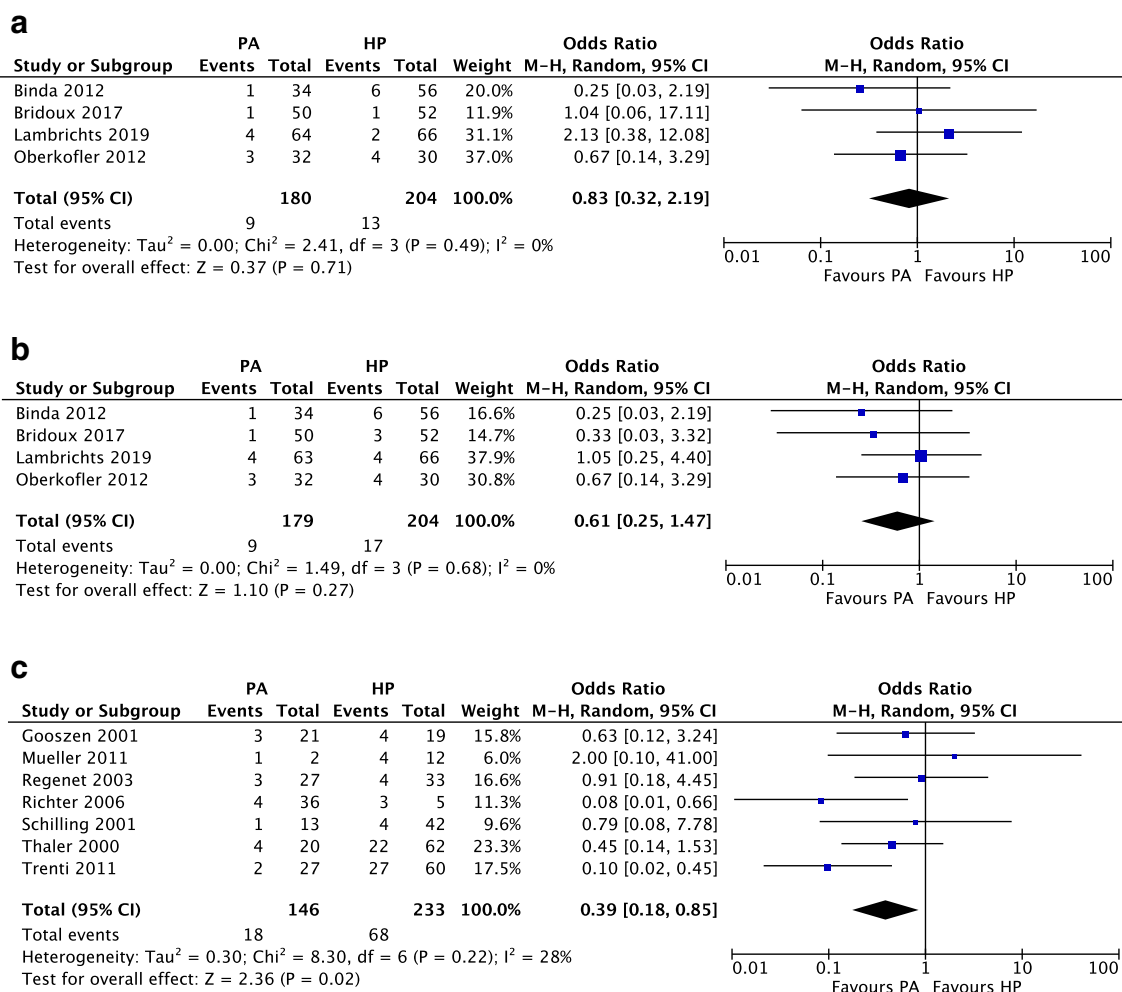 a
PA HP Odds Ratio Odds Ratio
Study or Subgroup Events Total Events Total Weight M-H, Random, 95% CI M-H, Random, 95% CI
Binda 2012 1 34 6 56 20.0% 0.25 [0.03, 2.19]
Bridoux 2017 1 50 1 52 11.9% 1.04 [0.06, 17.11]
Lambrichts 2019 4 64 2 66 31.1% 2.13 [0.38, 12.08]
Oberkofler 2012 3 32 4 30 37.0% 0.67 [0.14, 3.29]
Total (95% CI) 180 204 100.0% 0.83 [0.32, 2.19]
Total events 9 13
Heterogeneity: Tau² = 0.00; Chi² = 2.41, df = 3 (P = 0.49); I² = 0%
Test for overall effect: Z = 0.37 (P = 0.71)
0.01 0.1 1 10 100
Favours PA Favours HP
b
PA HP Odds Ratio Odds Ratio
Study or Subgroup Events Total Events Total Weight M-H, Random, 95% CI M-H, Random, 95% CI
Binda 2012 1 34 6 56 16.6% 0.25 [0.03, 2.19]
Bridoux 2017 1 50 3 52 14.7% 0.33 [0.03, 3.32]
Lambrichts 2019 4 63 4 66 37.9% 1.05 [0.25, 4.40]
Oberkofler 2012 3 32 4 30 30.8% 0.67 [0.14, 3.29]
Total (95% CI) 179 204 100.0% 0.61 [0.25, 1.47]
Total events 9 17
Heterogeneity: Tau² = 0.00; Chi² = 1.49, df = 3 (P = 0.68); I² = 0%
Test for overall effect: Z = 1.10 (P = 0.27)
0.01 0.1 1 10 100
Favours PA Favours HP
c
PA HP Odds Ratio Odds Ratio
Study or Subgroup Events Total Events Total Weight M-H, Random, 95% CI M-H, Random, 95% CI
Gooszen 2001 3 21 4 19 15.8% 0.63 [0.12, 3.24]
Mueller 2011 1 2 4 12 6.0% 2.00 [0.10, 41.00]
Regenet 2003 3 27 4 33 16.6% 0.91 [0.18, 4.45]
Richter 2006 4 36 3 5 11.3% 0.08 [0.01, 0.66]
Schilling 2001 1 13 4 42 9.6% 0.79 [0.08, 7.78]
Thaler 2000 4 20 22 62 23.3% 0.45 [0.14, 1.53]
Trenti 2011 2 27 27 60 17.5% 0.10 [0.02, 0.45]
Total (95% CI) 146 233 100.0% 0.39 [0.18, 0.85]
Total events 18 68
Heterogeneity: Tau² = 0.30; Chi² = 8.30, df = 6 (P = 0.22); I² = 28%
Test for overall effect: Z = 2.36 (P = 0.02)
0.01 0.1 1 10 100
Favours PA Favours HP